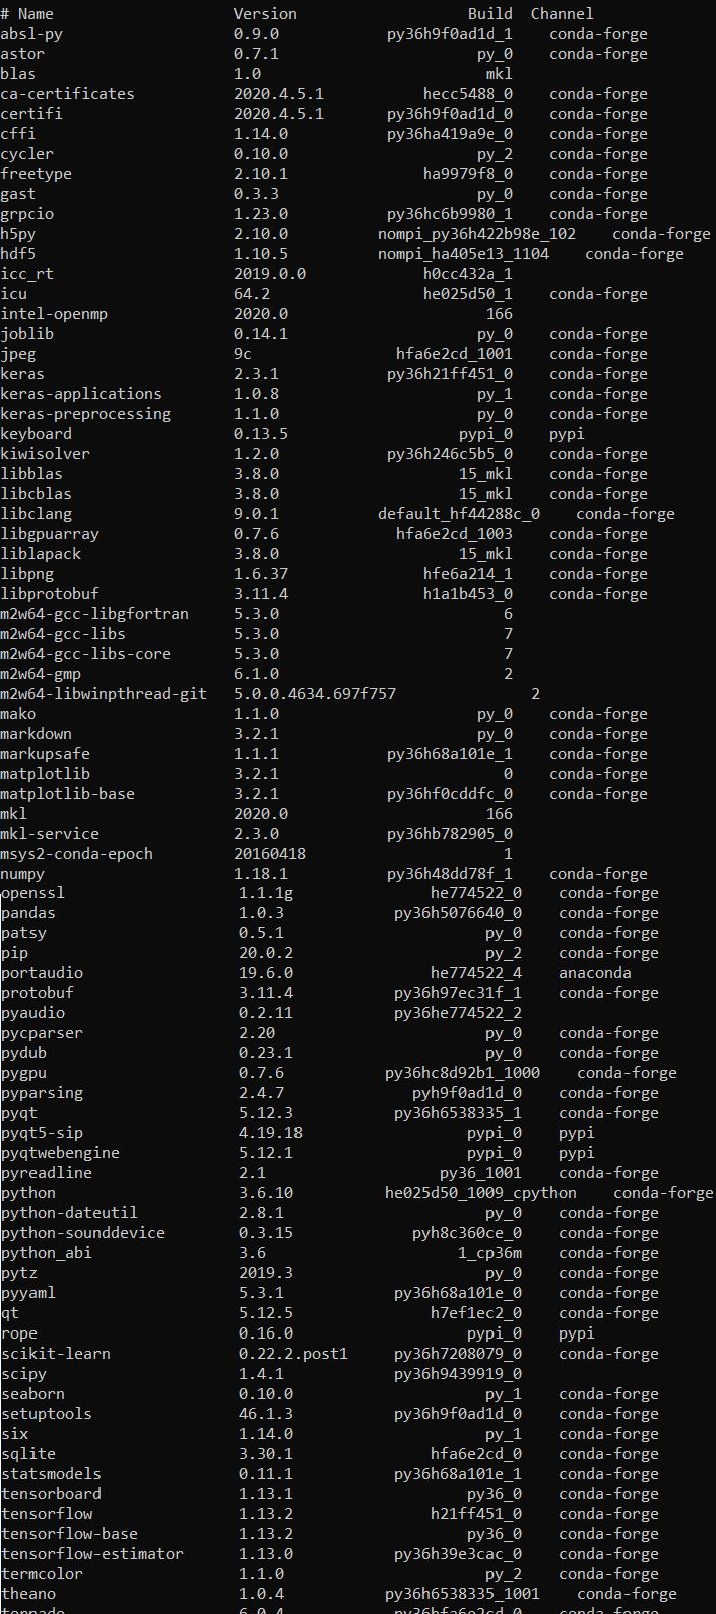 # Name Version Build Channel
absl-py 0.9.0 py36h9f0ad1d_1 conda-forge
astor 0.7.1 py_0 conda-forge
blas 1.0 mkl
ca-certificates 2020.4.5.1 hecc5488_0 conda-forge
certifi 2020.4.5.1 py36h9f0ad1d_0 conda-forge
cffi 1.14.0 py36ha419a9e_0 conda-forge
cycler 0.10.0 py_2 conda-forge
freetype 2.10.1 ha9979f8_0 conda-forge
gast 0.3.3 py_0 conda-forge
grpcio 1.23.0 py36hc6b9980_1 conda-forge
h5py 2.10.0 nompi_py36h422b98e_102 conda-forge
hdf5 1.10.5 nompi_ha405e13_1104 conda-forge
icc_rt 2019.0.0 h0cc432a_1
icu 64.2 he025d50_1 conda-forge
intel-openmp 2020.0 166
joblib 0.14.1 py_0 conda-forge
jpeg 9c hfa6e2cd_1001 conda-forge
keras 2.3.1 py36h21ff451_0 conda-forge
keras-applications 1.0.8 py_1 conda-forge
keras-preprocessing 1.1.0 py_0 conda-forge
keyboard 0.13.5 pypi_0 pypi
kiwisolver 1.2.0 py36h246c5b5_0 conda-forge
libblas 3.8.0 15_mkl conda-forge
libcblas 3.8.0 15_mkl conda-forge
libclang 9.0.1 default_hf44288c_0 conda-forge
libgpuarray 0.7.6 hfa6e2cd_1003 conda-forge
liblapack 3.8.0 15_mkl conda-forge
libpng 1.6.37 hfe6a214_1 conda-forge
libprotobuf 3.11.4 h1a1b453_0 conda-forge
m2w64-gcc-libgfortran 5.3.0 6
m2w64-gcc-libs 5.3.0 7
m2w64-gcc-libs-core 5.3.0 7
m2w64-gmp 6.1.0 2
m2w64-libwinpthread-git 5.0.0.4634.697f757 2
mako 1.1.0 py_0 conda-forge
markdown 3.2.1 py_0 conda-forge
markupsafe 1.1.1 py36h68a101e_1 conda-forge
matplotlib 3.2.1 0 conda-forge
matplotlib-base 3.2.1 py36hf0cddfc_0 conda-forge
mkl 2020.0 166
mkl-service 2.3.0 py36hb782905_0
msys2-conda-epoch 20160418 1
numpy 1.18.1 py36h48dd78f_1 conda-forge
openssl 1.1.1g he774522_0 conda-forge
pandas 1.0.3 py36h5076640_0 conda-forge
patsy 0.5.1 py_0 conda-forge
pip 20.0.2 py_2 conda-forge
portaudio 19.6.0 he774522_4 anaconda
protobuf 3.11.4 py36h97ec31f_1 conda-forge
pyaudio 0.2.11 py36he774522_2
pycparser 2.20 py_0 conda-forge
pydub 0.23.1 py_0 conda-forge
pygpu 0.7.6 py36hc8d92b1_1000 conda-forge
pyparsing 2.4.7 pyh9f0ad1d_0 conda-forge
pyqt 5.12.3 py36h6538335_1 conda-forge
pyqt5-sip 4.19.18 pypi_0 pypi
pyqtwebengine 5.12.1 pypi_0 pypi
pyreadline 2.1 py36_1001 conda-forge
python 3.6.10 he025d50_1009_cpython conda-forge
python-dateutil 2.8.1 py_0 conda-forge
python-sounddevice 0.3.15 pyh8c360ce_0 conda-forge
python_abi 3.6 1_cp36m conda-forge
pytz 2019.3 py_0 conda-forge
pyyaml 5.3.1 py36h68a101e_0 conda-forge
qt 5.12.5 h7ef1ec2_0 conda-forge
rope 0.16.0 pypi_0 pypi
scikit-learn 0.22.2.post1 py36h7208079_0 conda-forge
scipy 1.4.1 py36h9439919_0
seaborn 0.10.0 py_1 conda-forge
setuptools 46.1.3 py36h9f0ad1d_0 conda-forge
six 1.14.0 py_1 conda-forge
sqlite 3.30.1 hfa6e2cd_0 conda-forge
statsmodels 0.11.1 py36h68a101e_1 conda-forge
tensorboard 1.13.1 py36_0 conda-forge
tensorflow 1.13.2 h21ff451_0 conda-forge
tensorflow-base 1.13.2 py36_0 conda-forge
tensorflow-estimator 1.13.0 py36h39e3cac_0 conda-forge
termcolor 1.1.0 py_2 conda-forge
theano 1.0.4 py36h6538335_1001 conda-forge